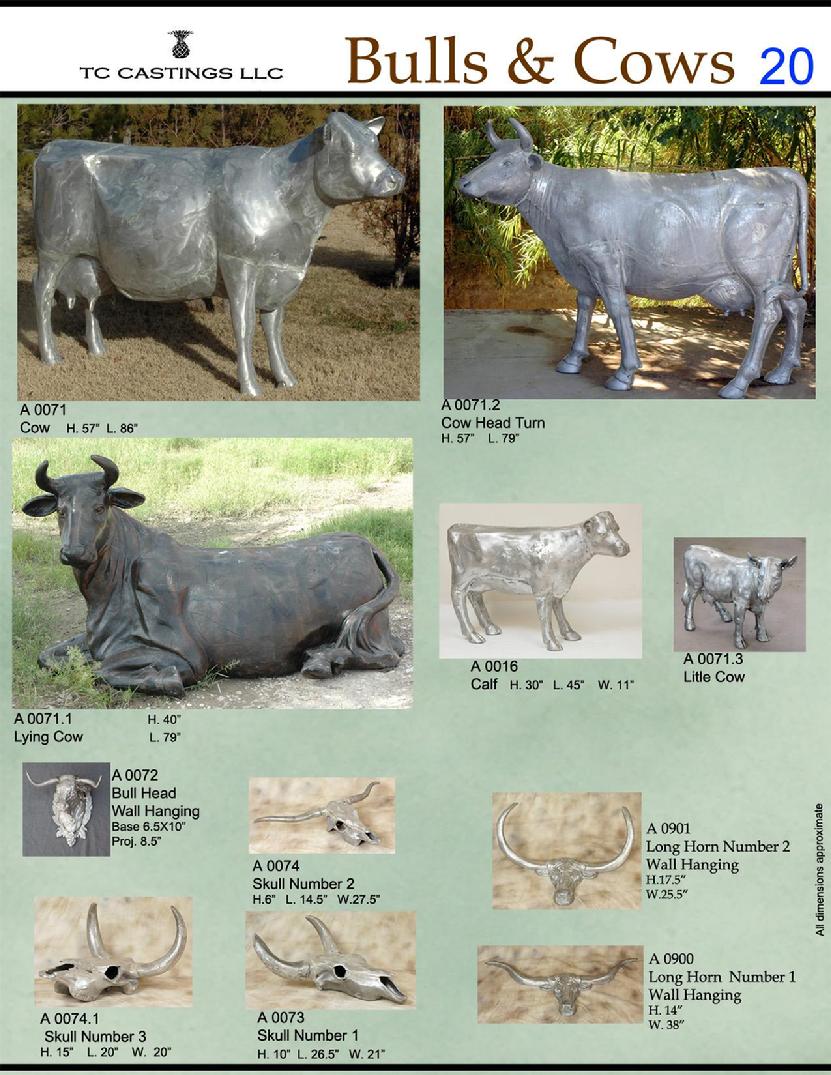 TC CASTINGS LLC
Bulls & Cows 20
A 0071
Cow H. 57" L. 86"
A 0071.2
Cow Head Turn
H. 57" L. 79"
A 0071.1 H. 40"
Lying Cow L. 79"
A 0016
Calf H. 30" L. 45" W. 11"
A 0071.3
Litle Cow
A 0072
Bull Head
Wall Hanging
Base 6.5X10"
Proj. 8.5"
A 0074
Skull Number 2
H.6" L. 14.5" W.27.5"
A 0901
Long Horn Number 2
Wall Hanging
H.17.5"
W.25.5"
A 0074.1
Skull Number 3
H. 15" L. 20" W. 20"
A 0073
Skull Number 1
H. 10" L. 26.5" W. 21"
A 0900
Long Horn Number 1
Wall Hanging
H. 14"
W. 38"
All dimensions approximate